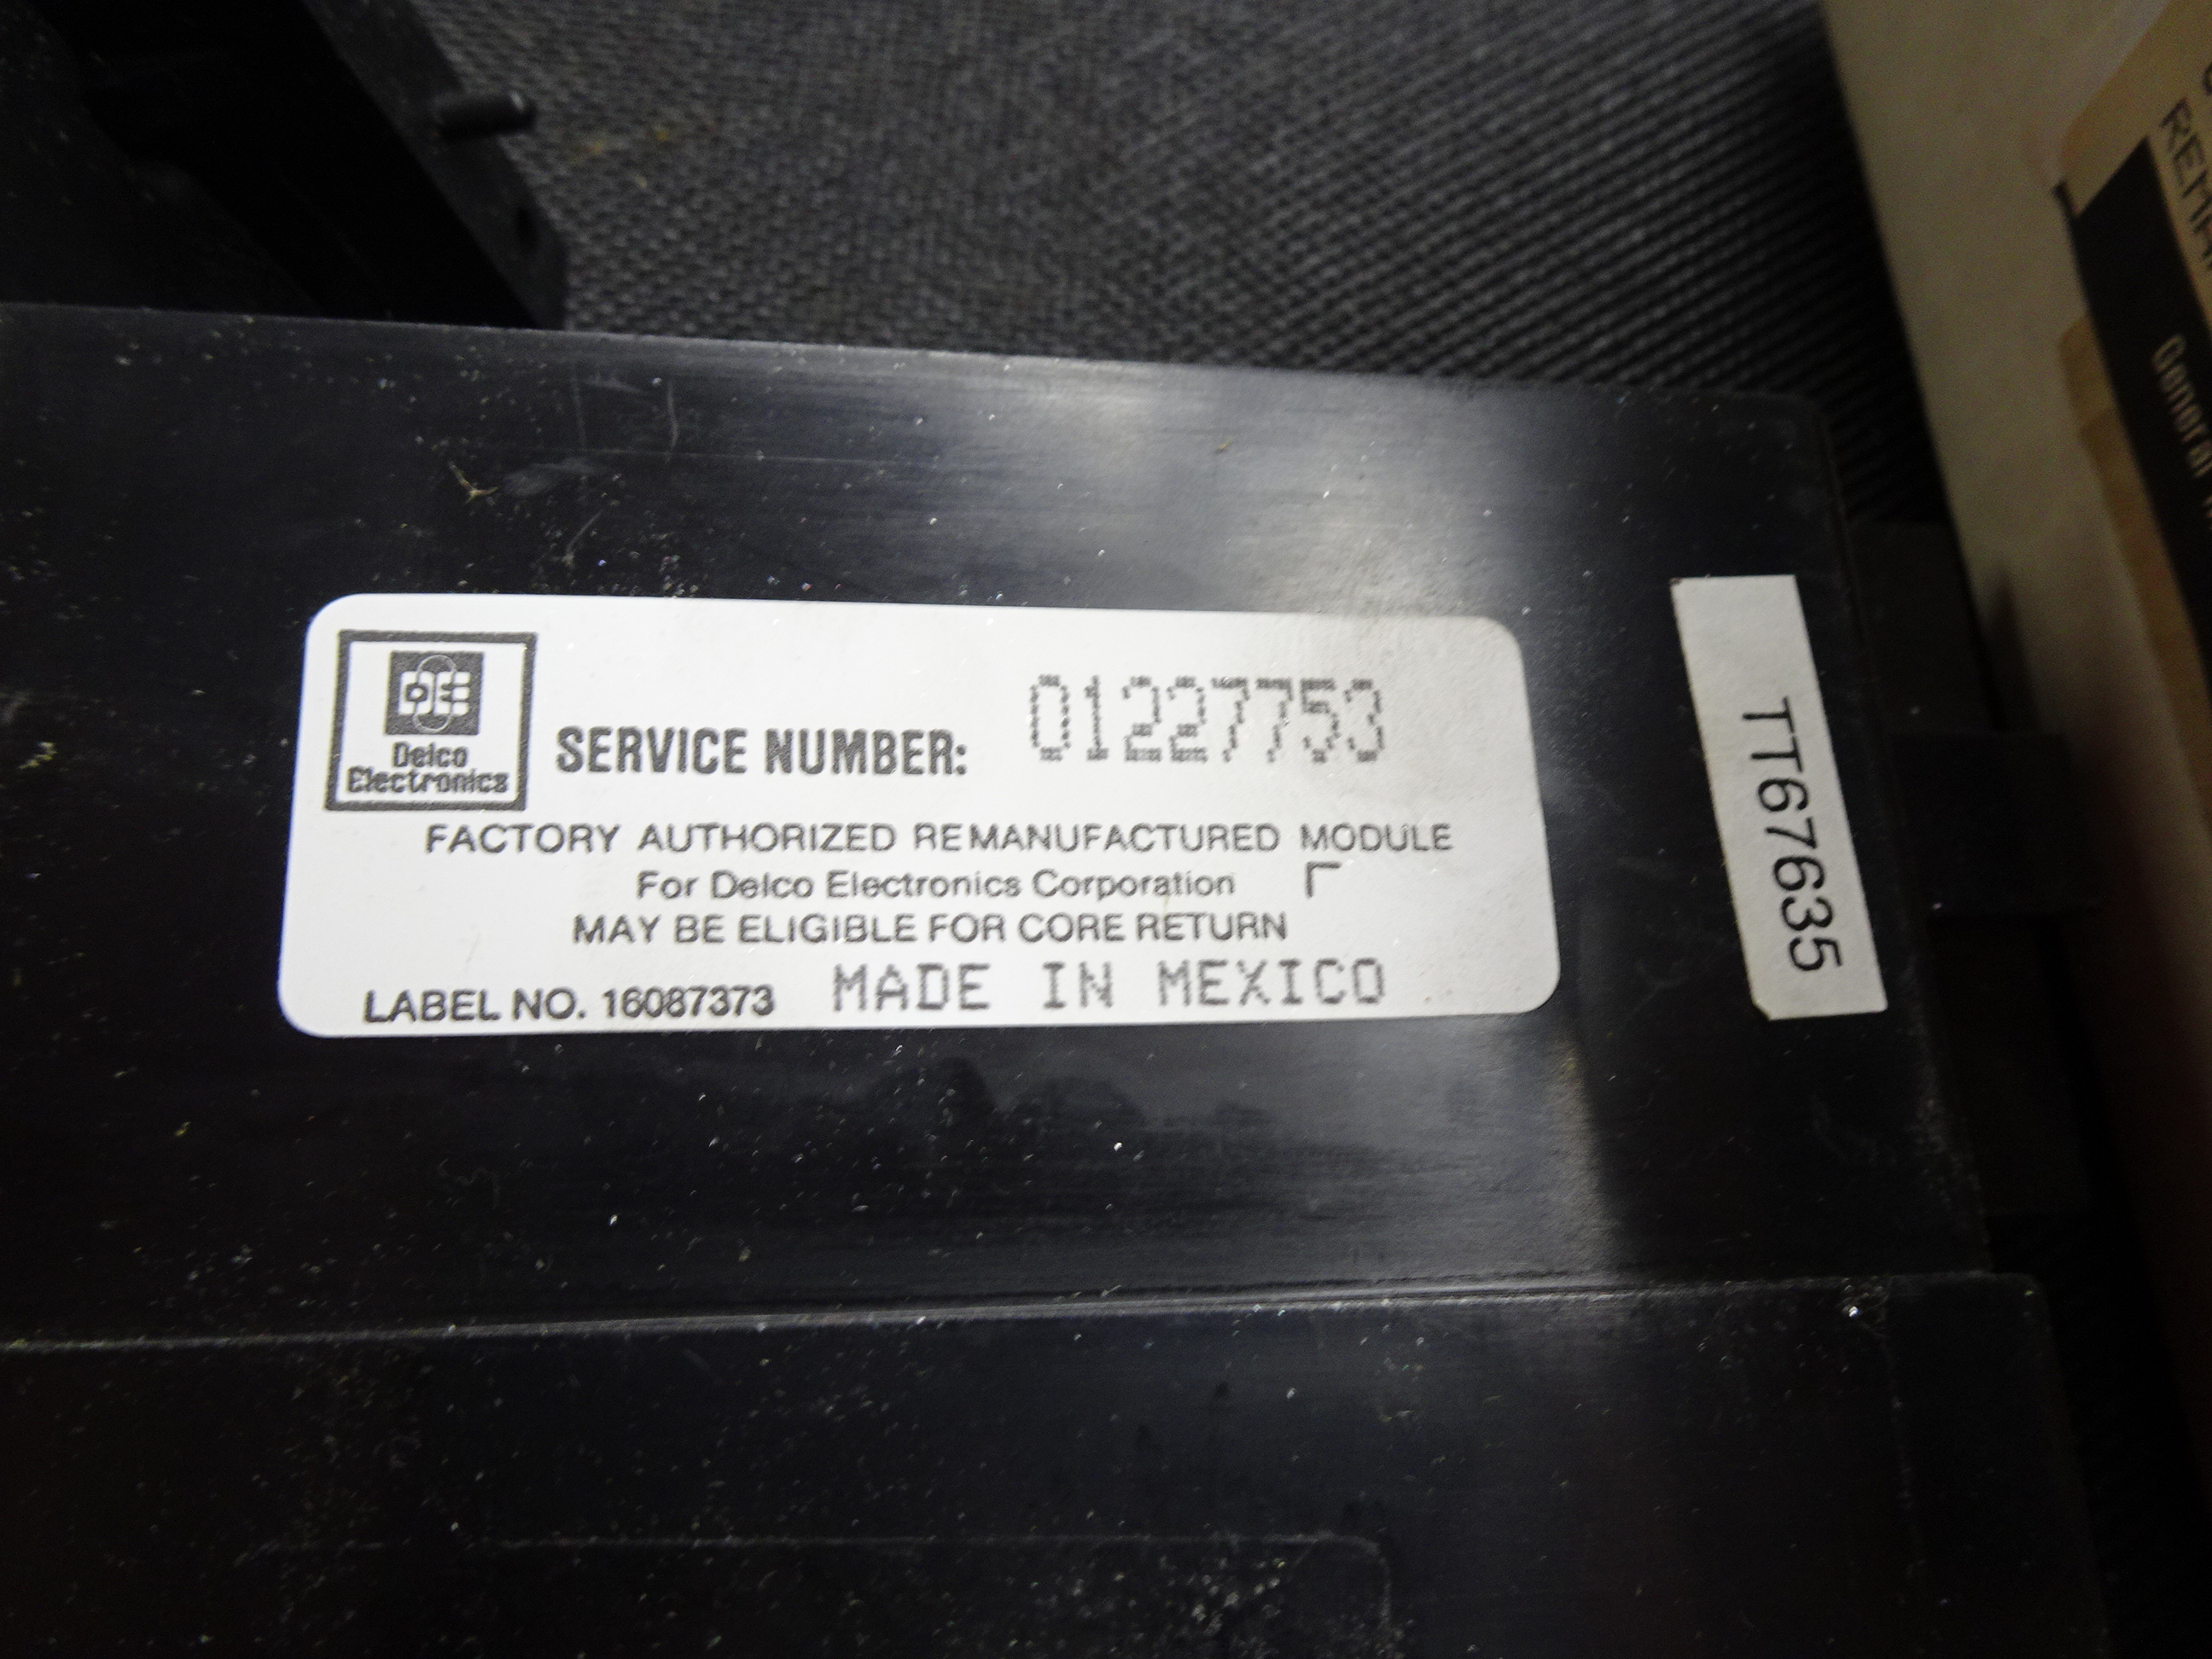 Delco
Electronics
SERVICE NUMBER: 01227753
FACTORY AUTHORIZED REMANUFACTURED MODULE
For Delco Electronics Corporation
MAY BE ELIGIBLE FOR CORE RETURN
LABEL NO. 16087373 MADE IN MEXICO
TT67635
General